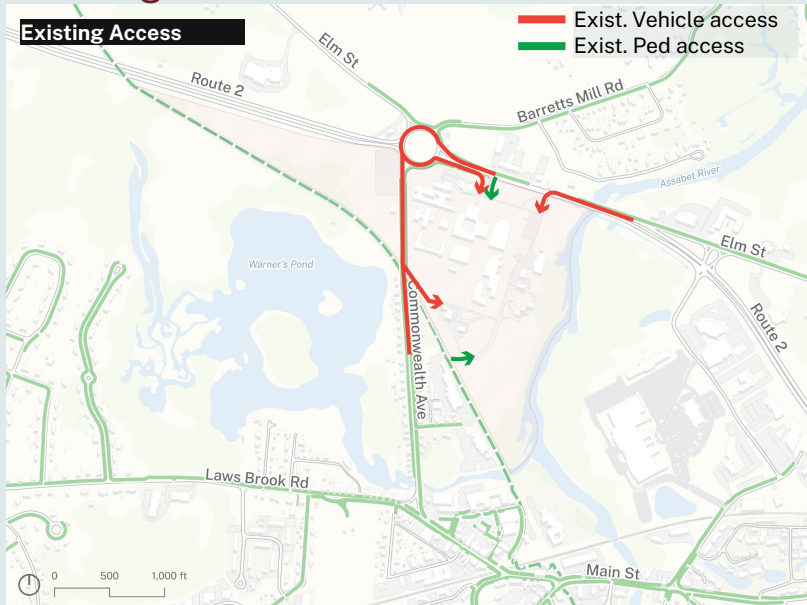 Existing Access
Exist. Vehicle access
Exist. Ped access
Elm St
Route 2
Barretts Mill Rd
Assabet River
Elm St
Warner's Pond
Commonwealth Ave
Route 2
Laws Brook Rd
Main St
0 500 1,000 ft